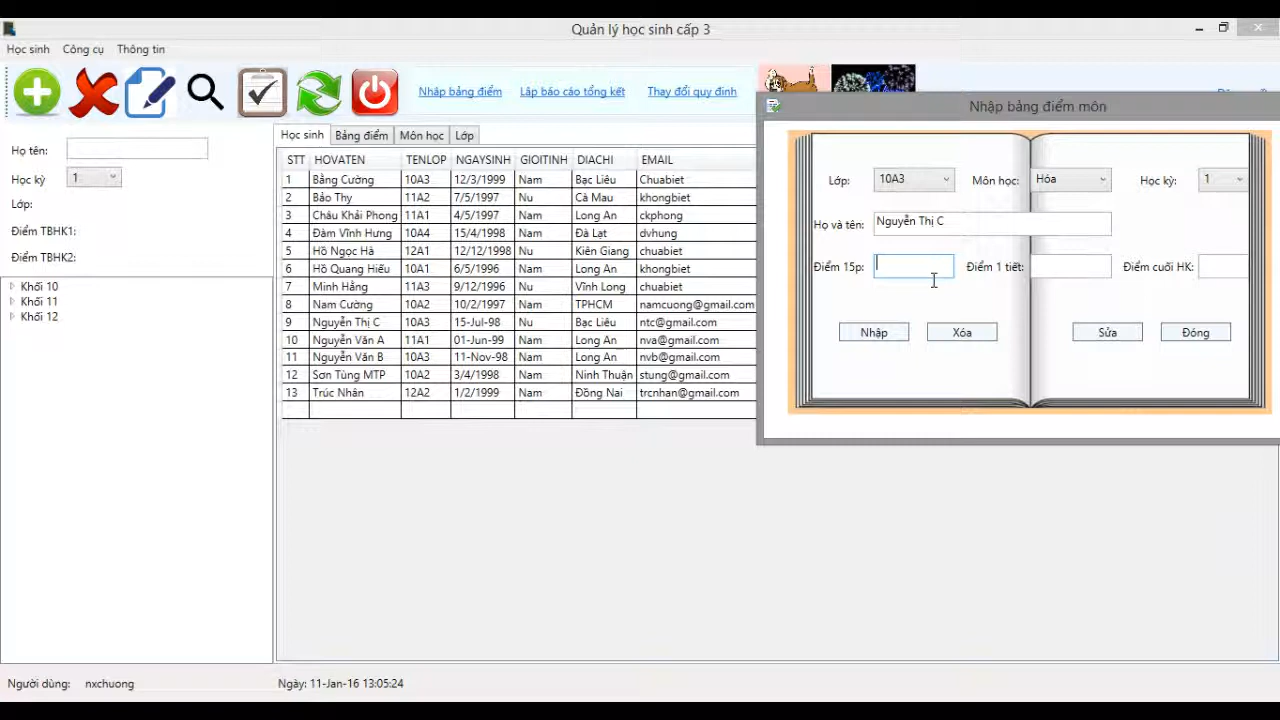 Quản lý học sinh cấp 3
Học sinh Công cụ Thông tin
Nhập bảng điểm Lập báo cáo tổng kết Thay đổi quy định
Họ tên:
Học kỳ 1
Lớp:
Điểm TBHK1:
Điểm TBHK2:
Khối 10
Khối 11
Khối 12
Học sinh Bảng điểm Môn học Lớp
STT HOVATEN TENLOP NGAYSINH GIOITINH DIACHI EMAIL
1 Bằng Cường 10A3 12/3/1999 Nam Bạc Liêu Chuabiet
2 Bảo Thy 11A2 7/5/1997 Nu Cà Mau khongbiet
3 Châu Khải Phong 11A1 4/5/1997 Nam Long An ckphong
4 Đàm Vĩnh Hưng 10A4 15/4/1998 Nam Đà Lạt dvhung
5 Hồ Ngọc Hà 12A1 12/12/1998 Nu Kiên Giang chuabiet
6 Hồ Quang Hiếu 10A1 6/5/1996 Nam Long An khongbiet
7 Minh Hằng 11A3 9/12/1996 Nu Vĩnh Long chuabiet
8 Nam Cường 10A2 10/2/1997 Nam TPHCM namcuong@gmail.com
9 Nguyễn Thị C 10A3 15-Jul-98 Nu Bạc Liêu ntc@gmail.com
10 Nguyễn Văn A 11A1 01-Jun-99 Nam Long An nva@gmail.com
11 Nguyễn Văn B 10A3 11-Nov-98 Nam Long An nvb@gmail.com
12 Sơn Tùng MTP 10A2 3/4/1998 Nam Ninh Thuận stung@gmail.com
13 Trúc Nhân 12A2 1/2/1999 Nam Đồng Nai trcnhan@gmail.com
Nhập bảng điểm môn
Lớp: 10A3 Môn học: Hóa Học kỳ: 1
Họ và tên: Nguyễn Thị C
Điểm 15p: Điểm 1 tiết: Điểm cuối HK:
Nhập Xóa Sửa Đóng
Người dùng: nxchuong Ngày: 11-Jan-16 13:05:24